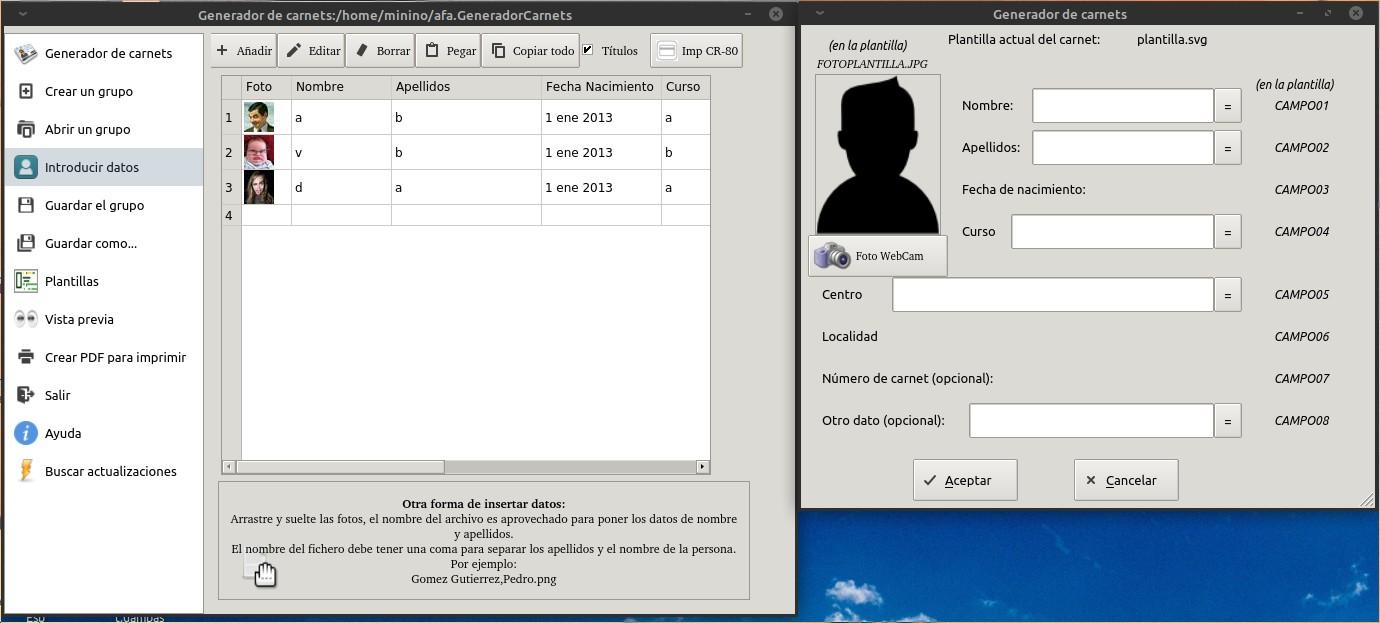 Generador de carnets:/home/minino/afa.GeneradorCarnets
Generador de carnets
Crear un grupo
Abrir un grupo
Introducir datos
Guardar el grupo
Guardar como...
Plantillas
Vista previa
Crear PDF para imprimir
Salir
Ayuda
Buscar actualizaciones
Añadir Editar Borrar Pegar Copiar todo Títulos Imp CR-80
Foto Nombre Apellidos Fecha Nacimiento Curso
1 a b 1 ene 2013 a
2 v b 1 ene 2013 b
3 d a 1 ene 2013 a
4
Otra forma de insertar datos:
Arrastre y suelte las fotos, el nombre del archivo es aprovechado para poner los datos de nombre
y apellidos.
El nombre del fichero debe tener una coma para separar los apellidos y el nombre de la persona.
Por ejemplo:
Gomez Gutierrez,Pedro.png
Generador de carnets
(en la plantilla)
FOTOPLANTILLA.JPG
Plantilla actual del carnet: plantilla.svg
(en la plantilla)
Nombre: = CAMPO01
Apellidos: = CAMPO02
Fecha de nacimiento: CAMPO03
Curso = CAMPO04
Foto WebCam
Centro = CAMPO05
Localidad CAMPO06
Número de carnet (opcional): CAMPO07
Otro dato (opcional): = CAMPO08
Aceptar Cancelar